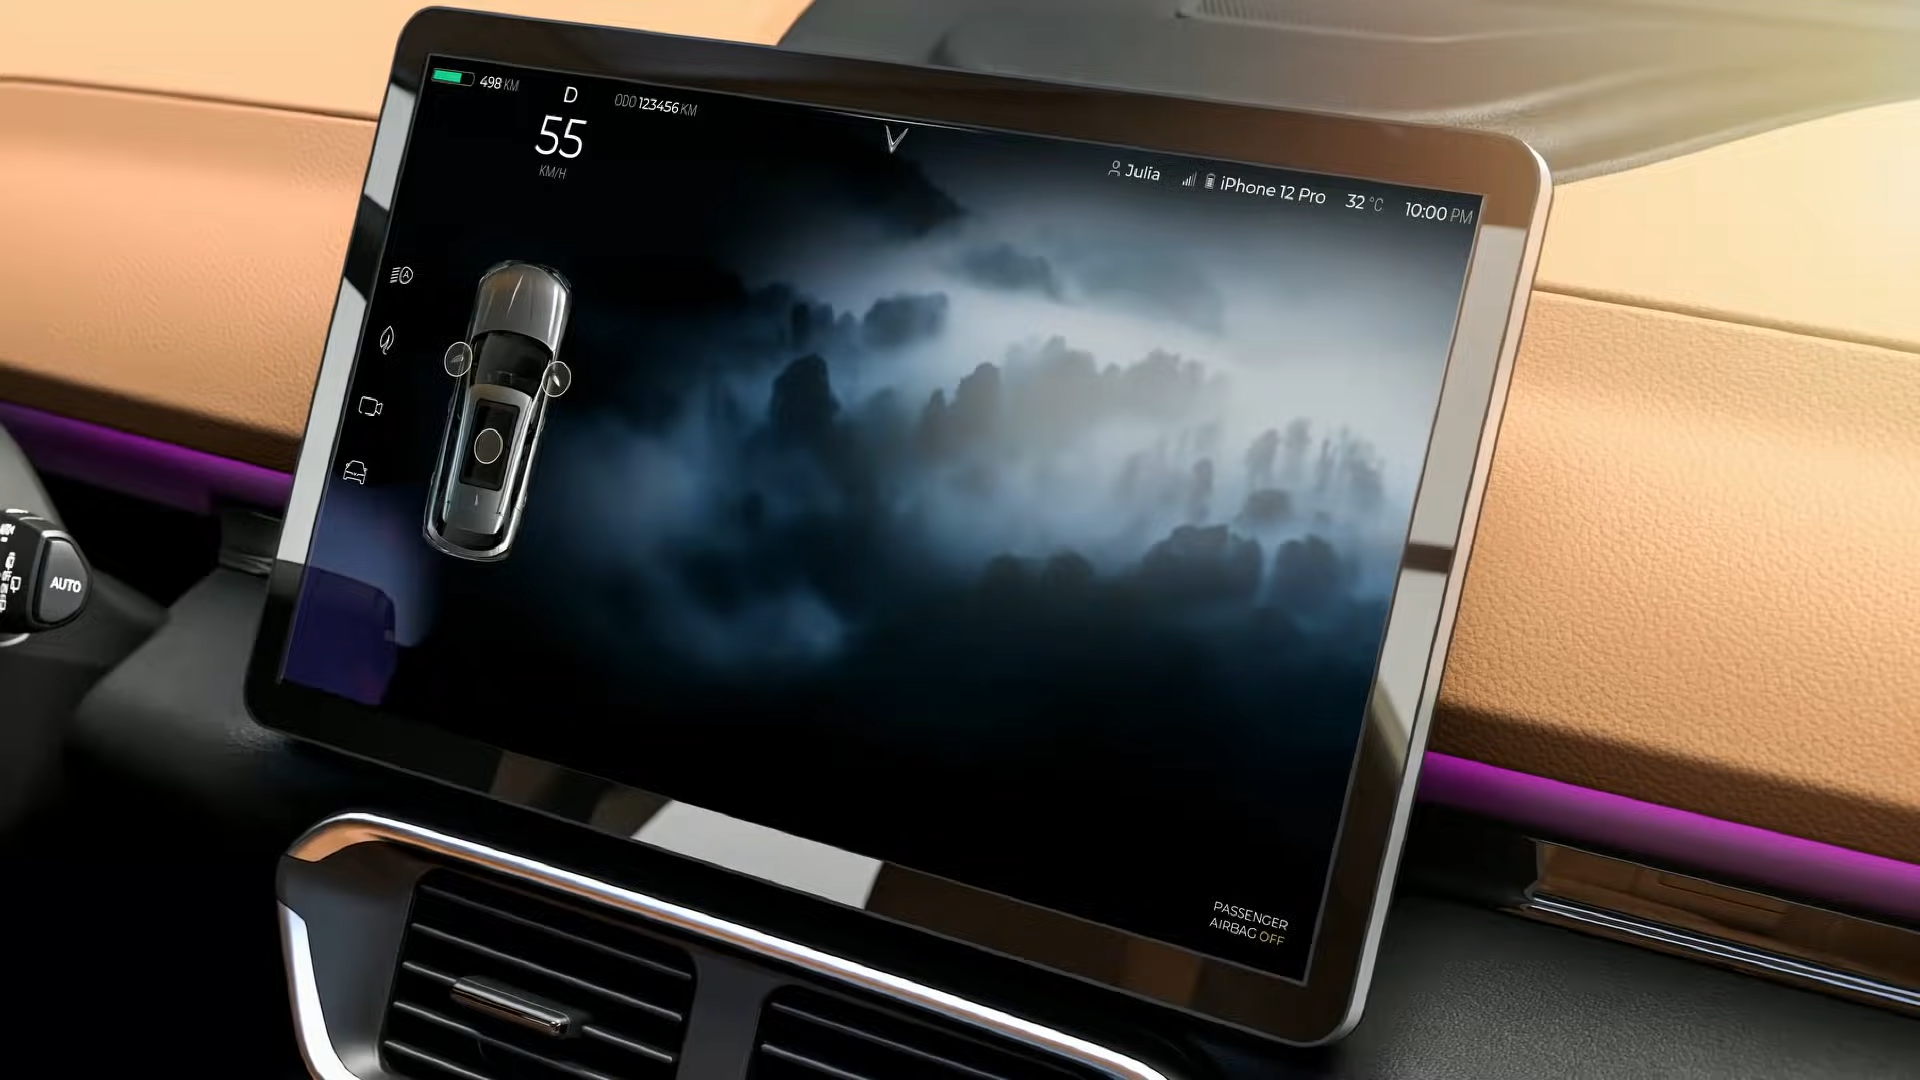 498 KM
D
55
KM/H
ODO 123456 KM
Julia
iPhone 12 Pro
32 °C
10:00 PM
A
AUTO
PASSENGER
AIRBAG OFF